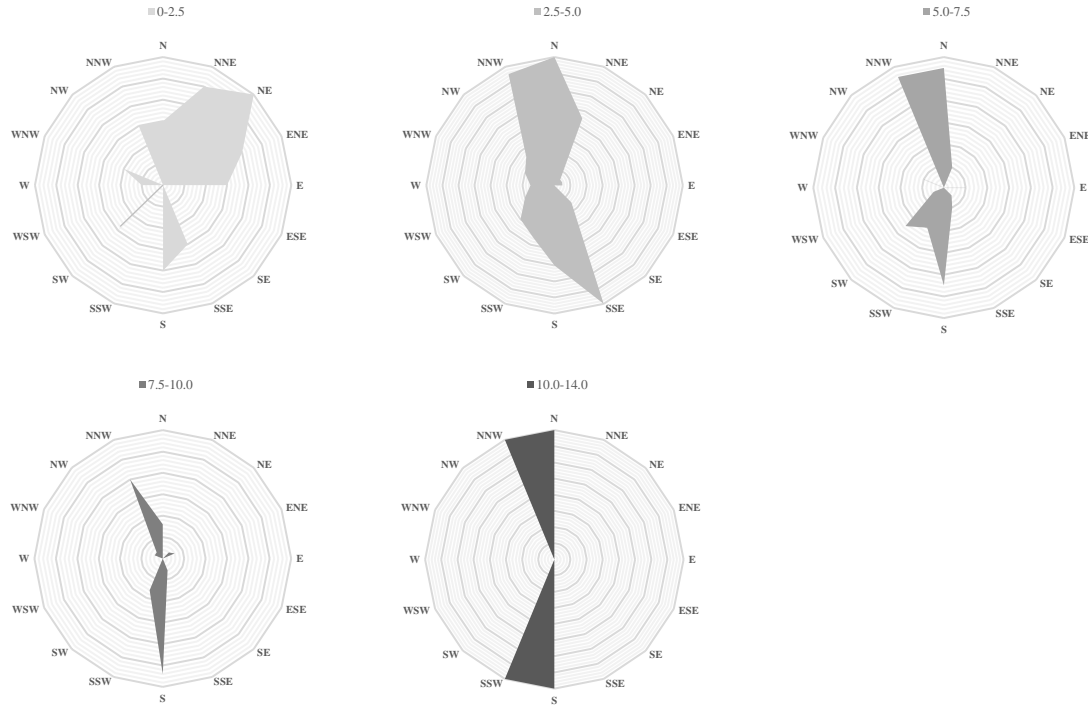 0-2.5
N
NNW NNE
NW NE
WNW ENE
W E
WSW ESE
SW SE
SSW SSE
S
2.5-5.0
N
NNW NNE
NW NE
WNW ENE
W E
WSW ESE
SW SE
SSW SSE
S
5.0-7.5
N
NNW NNE
NW NE
WNW ENE
W E
WSW ESE
SW SE
SSW SSE
S
7.5-10.0
N
NNW NNE
NW NE
WNW ENE
W E
WSW ESE
SW SE
SSW SSE
S
10.0-14.0
N
NNW NNE
NW NE
WNW ENE
W E
WSW ESE
SW SE
SSW SSE
S